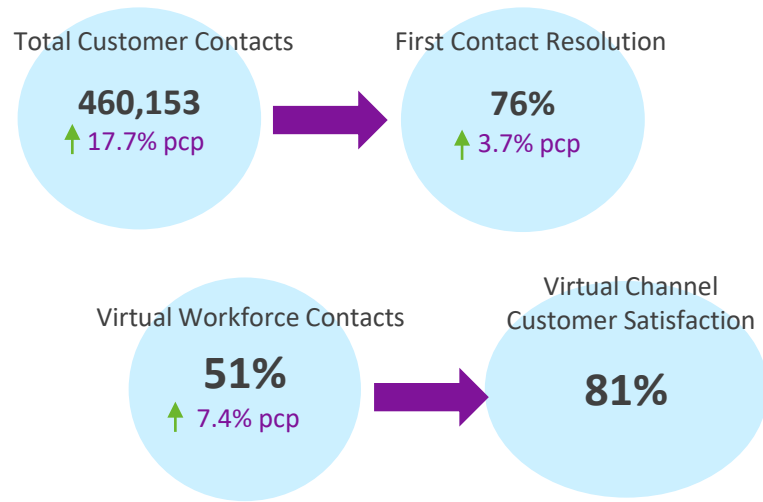 Total Customer Contacts
460,153
17.7% pcp
First Contact Resolution
76%
3.7% pcp
Virtual Workforce Contacts
51%
7.4% pcp
Virtual Channel
Customer Satisfaction
81%